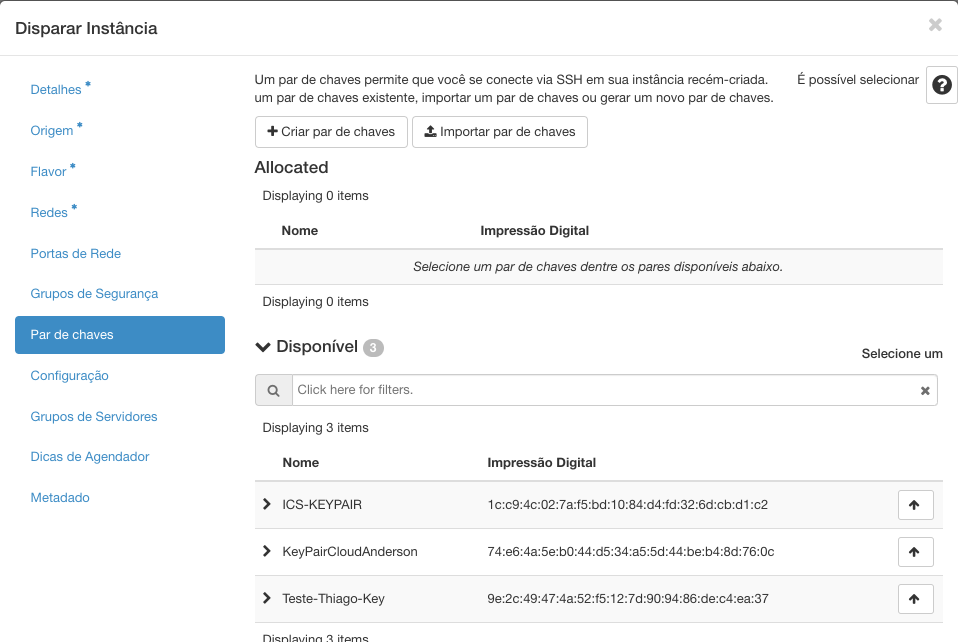 Disparar Instância
Detalhes *
Origem *
Flavor *
Redes *
Portas de Rede
Grupos de Segurança
Par de chaves
Configuração
Grupos de Servidores
Dicas de Agendador
Metadado
Um par de chaves permite que você se conecte via SSH em sua instância recém-criada. É possível selecionar
um par de chaves existente, importar um par de chaves ou gerar um novo par de chaves.
Criar par de chaves Importar par de chaves
Allocated
Displaying 0 items
Nome Impressão Digital
Selecione um par de chaves dentre os pares disponíveis abaixo.
Displaying 0 items
Disponível 3 Selecione um
Click here for filters.
Displaying 3 items
Nome Impressão Digital
ICS-KEYPAIR 1c:c9:4c:02:7a:f5:bd:10:84:d4:fd:32:6d:cb:d1:c2
KeyPairCloudAnderson 74:e6:4a:5e:b0:44:d5:34:a5:5d:44:be:b4:8d:76:0c
Teste-Thiago-Key 9e:2c:49:47:4a:52:f5:12:7d:90:94:86:de:c4:ea:37
Displaying 3 items